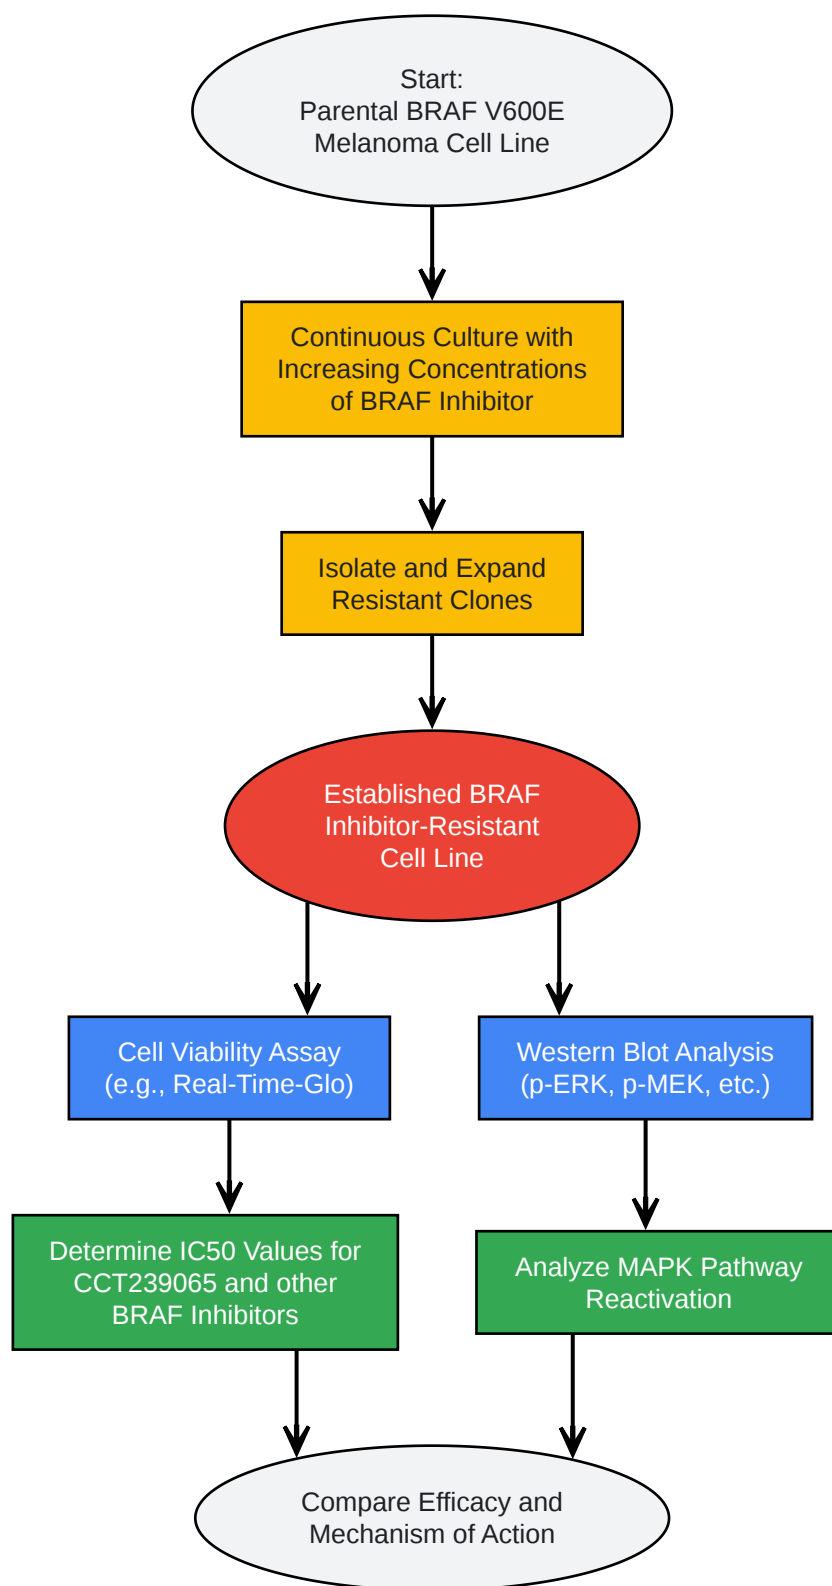 Start:
Parental BRAF V600E
Melanoma Cell Line
Continuous Culture with
Increasing Concentrations
of BRAF Inhibitor
Isolate and Expand
Resistant Clones
Established BRAF
Inhibitor-Resistant
Cell Line
Cell Viability Assay
(e.g., Real-Time-Glo)
Western Blot Analysis
(p-ERK, p-MEK, etc.)
Determine IC50 Values for
CCT239065 and other
BRAF Inhibitors
Analyze MAPK Pathway
Reactivation
Compare Efficacy and
Mechanism of Action